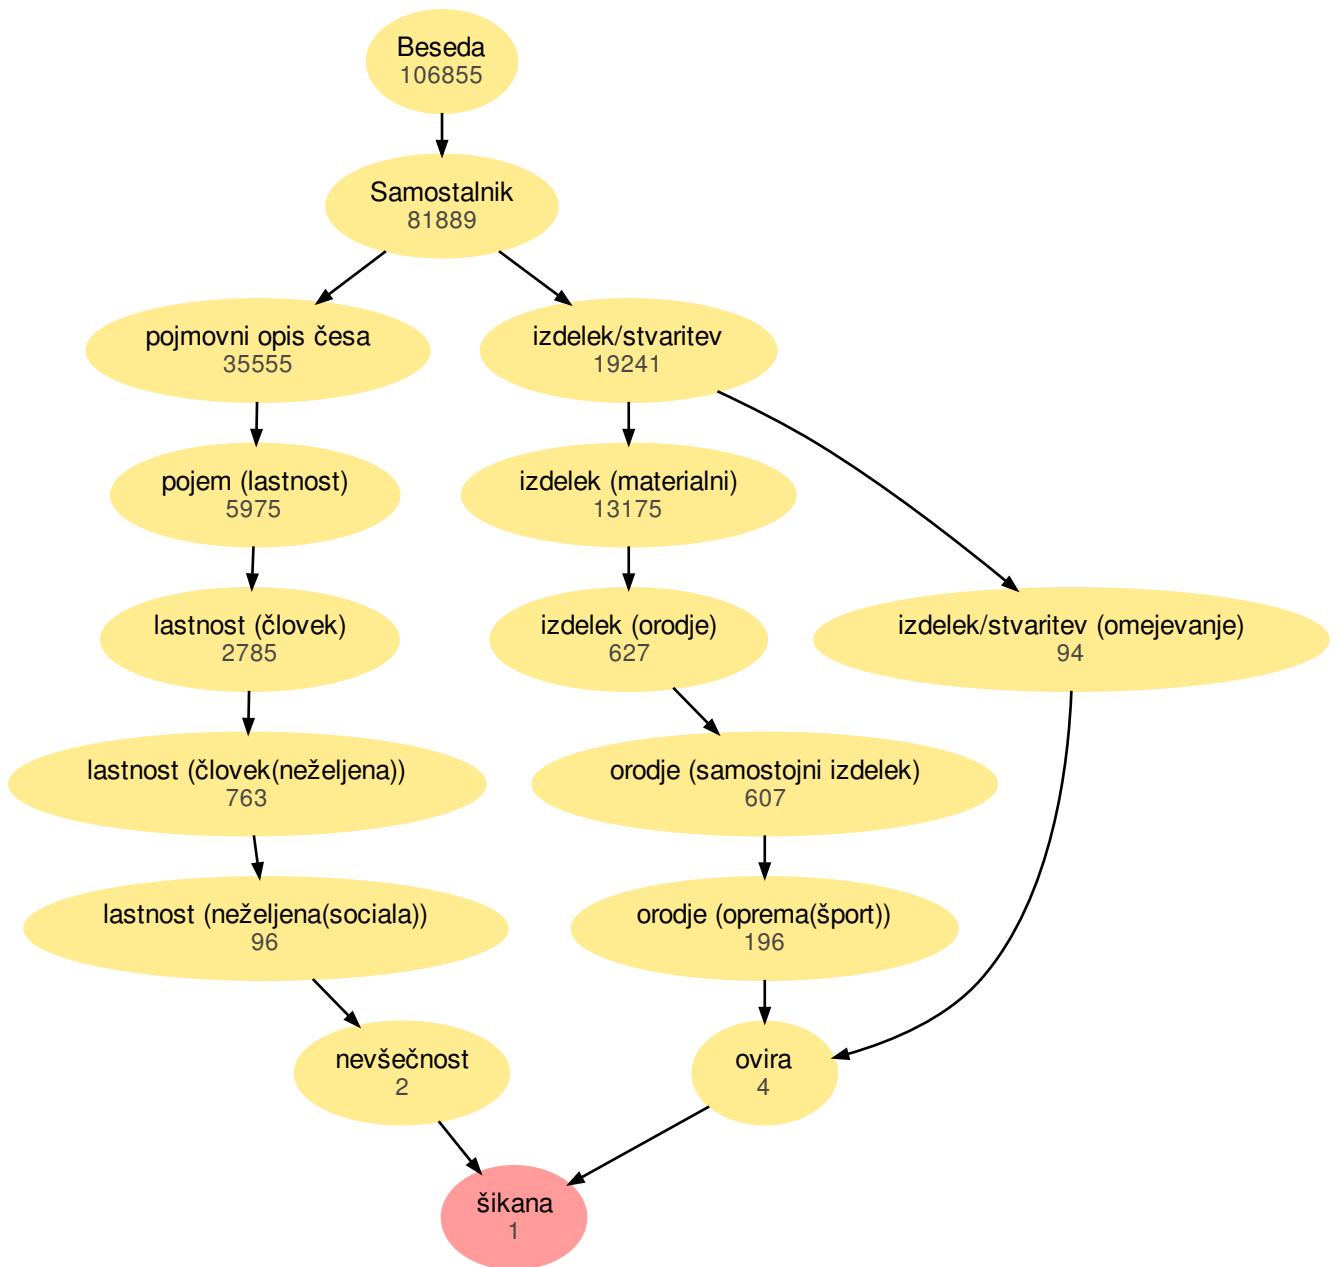 Beseda
106855
Samostalnik
81889
pojmovni opis česa
35555
izdelek/stvaritev
19241
pojem (lastnost)
5975
izdelek (materialni)
13175
lastnost (človek)
2785
izdelek (orodje)
627
izdelek/stvaritev (omejevanje)
94
lastnost (človek(neželjena))
763
orodje (samostojni izdelek)
607
lastnost (neželjena(sociala))
96
orodje (oprema(šport))
196
nevšečnost
2
ovira
4
šikana
1